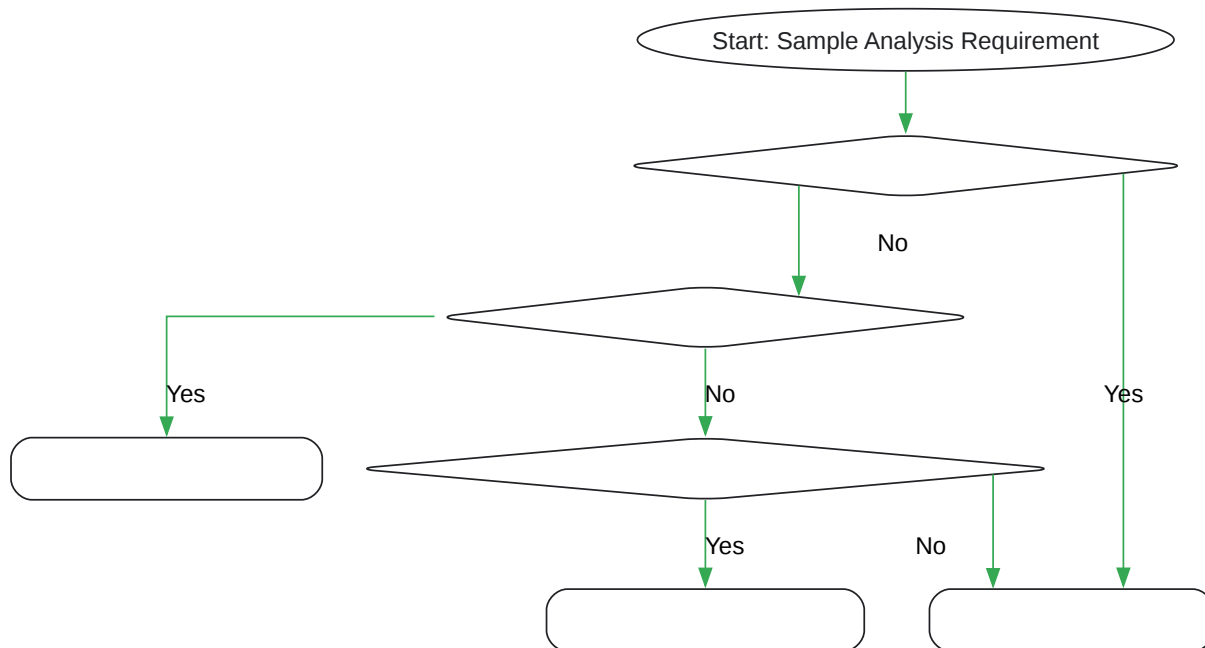 Start: Sample Analysis Requirement
No
Yes
No
Yes
Yes
No